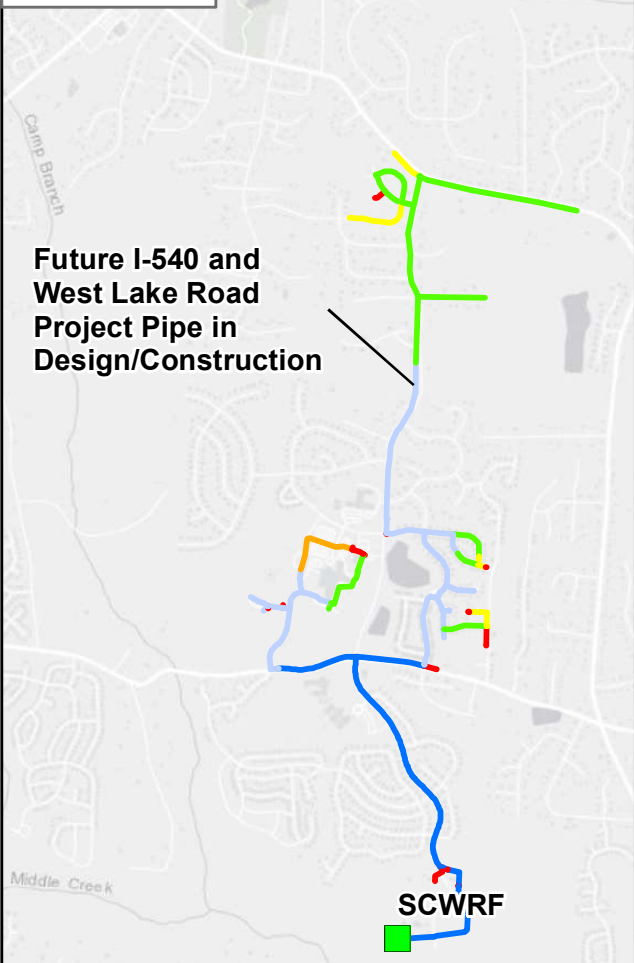 Camp Branch
Future I-540 and
West Lake Road
Project Pipe in
Design/Construction
Middle Creek
SCWRF